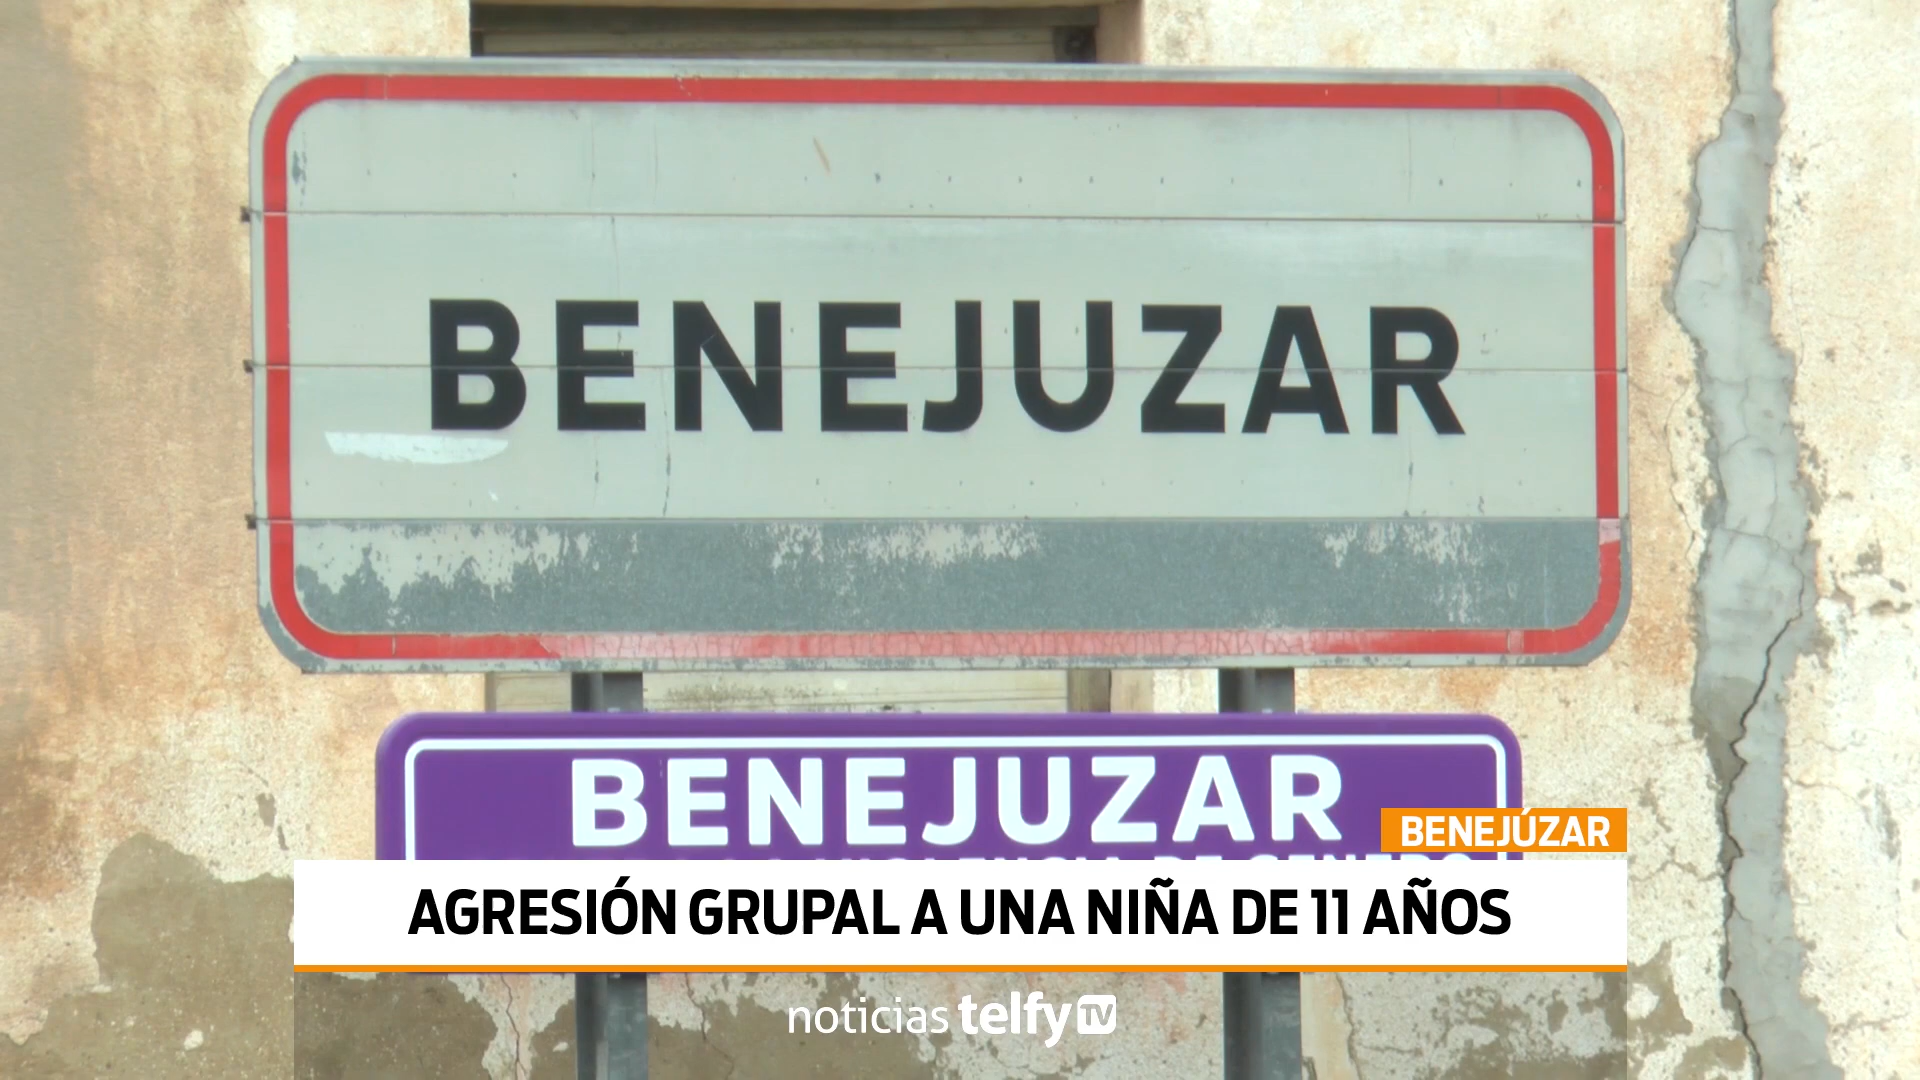 BENEJUZAR
BENEJUZAR
BENEJÚZAR
AGRESIÓN GRUPAL A UNA NIÑA DE 11 AÑOS
noticias telfy TV